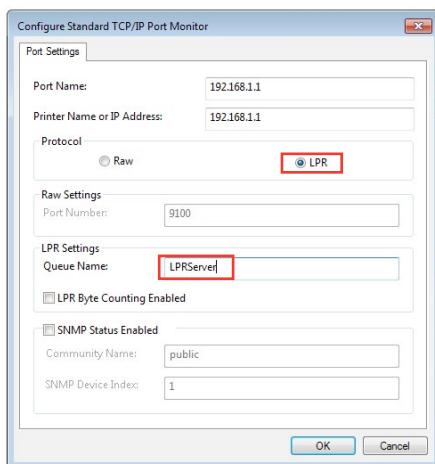 Configure Standard TCP/IP Port Monitor
Port Settings
Port Name: 192.168.1.1
Printer Name or IP Address: 192.168.1.1
Protocol
Raw LPR
Raw Settings
Port Number: 9100
LPR Settings
Queue Name: LPRServer
LPR Byte Counting Enabled
SNMP Status Enabled
Community Name: public
SNMP Device Index: 1
OK Cancel